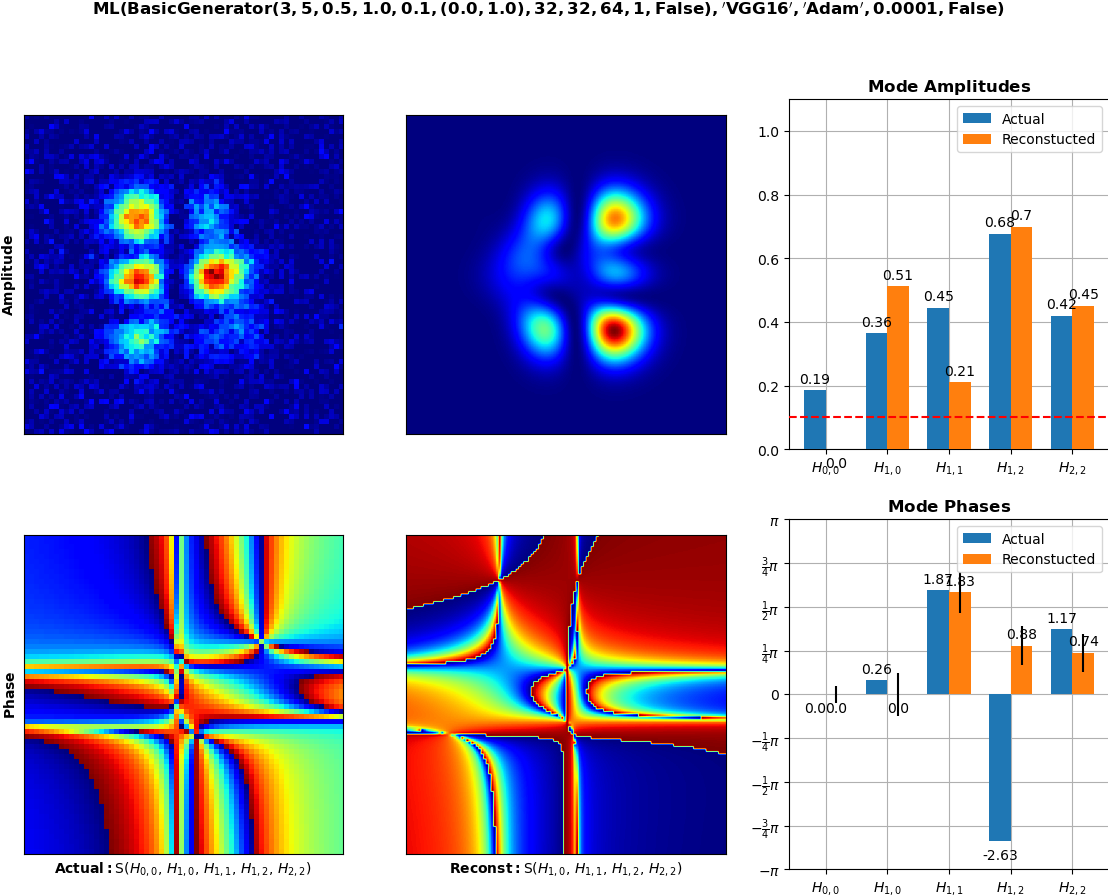 ML(BasicGenerator(3, 5, 0.5, 1.0, 0.1, (0.0, 1.0), 32, 32, 64, 1, False), ′VGG16′, ′Adam′, 0.0001, False)
Mode Amplitudes
Actual
Reconstucted
Amplitude
1.0
0.8
0.6
0.4
0.2
0.0
0.19
0.0
0.36
0.51
0.45
0.21
0.68
0.7
0.42
0.45
H0,0
H1,0
H1,1
H1,2
H2,2
Mode Phases
Actual
Reconstucted
Phase
π
3/4π
1/2π
1/4π
0
−1/4π
−1/2π
−3/4π
−π
0.0
0.0
0.26
0.0
1.87
1.83
-2.63
0.88
1.17
0.74
H0,0
H1,0
H1,1
H1,2
H2,2
Actual: S(H0,0, H1,0, H1,1, H1,2, H2,2)
Reconst: S(H1,0, H1,1, H1,2, H2,2)